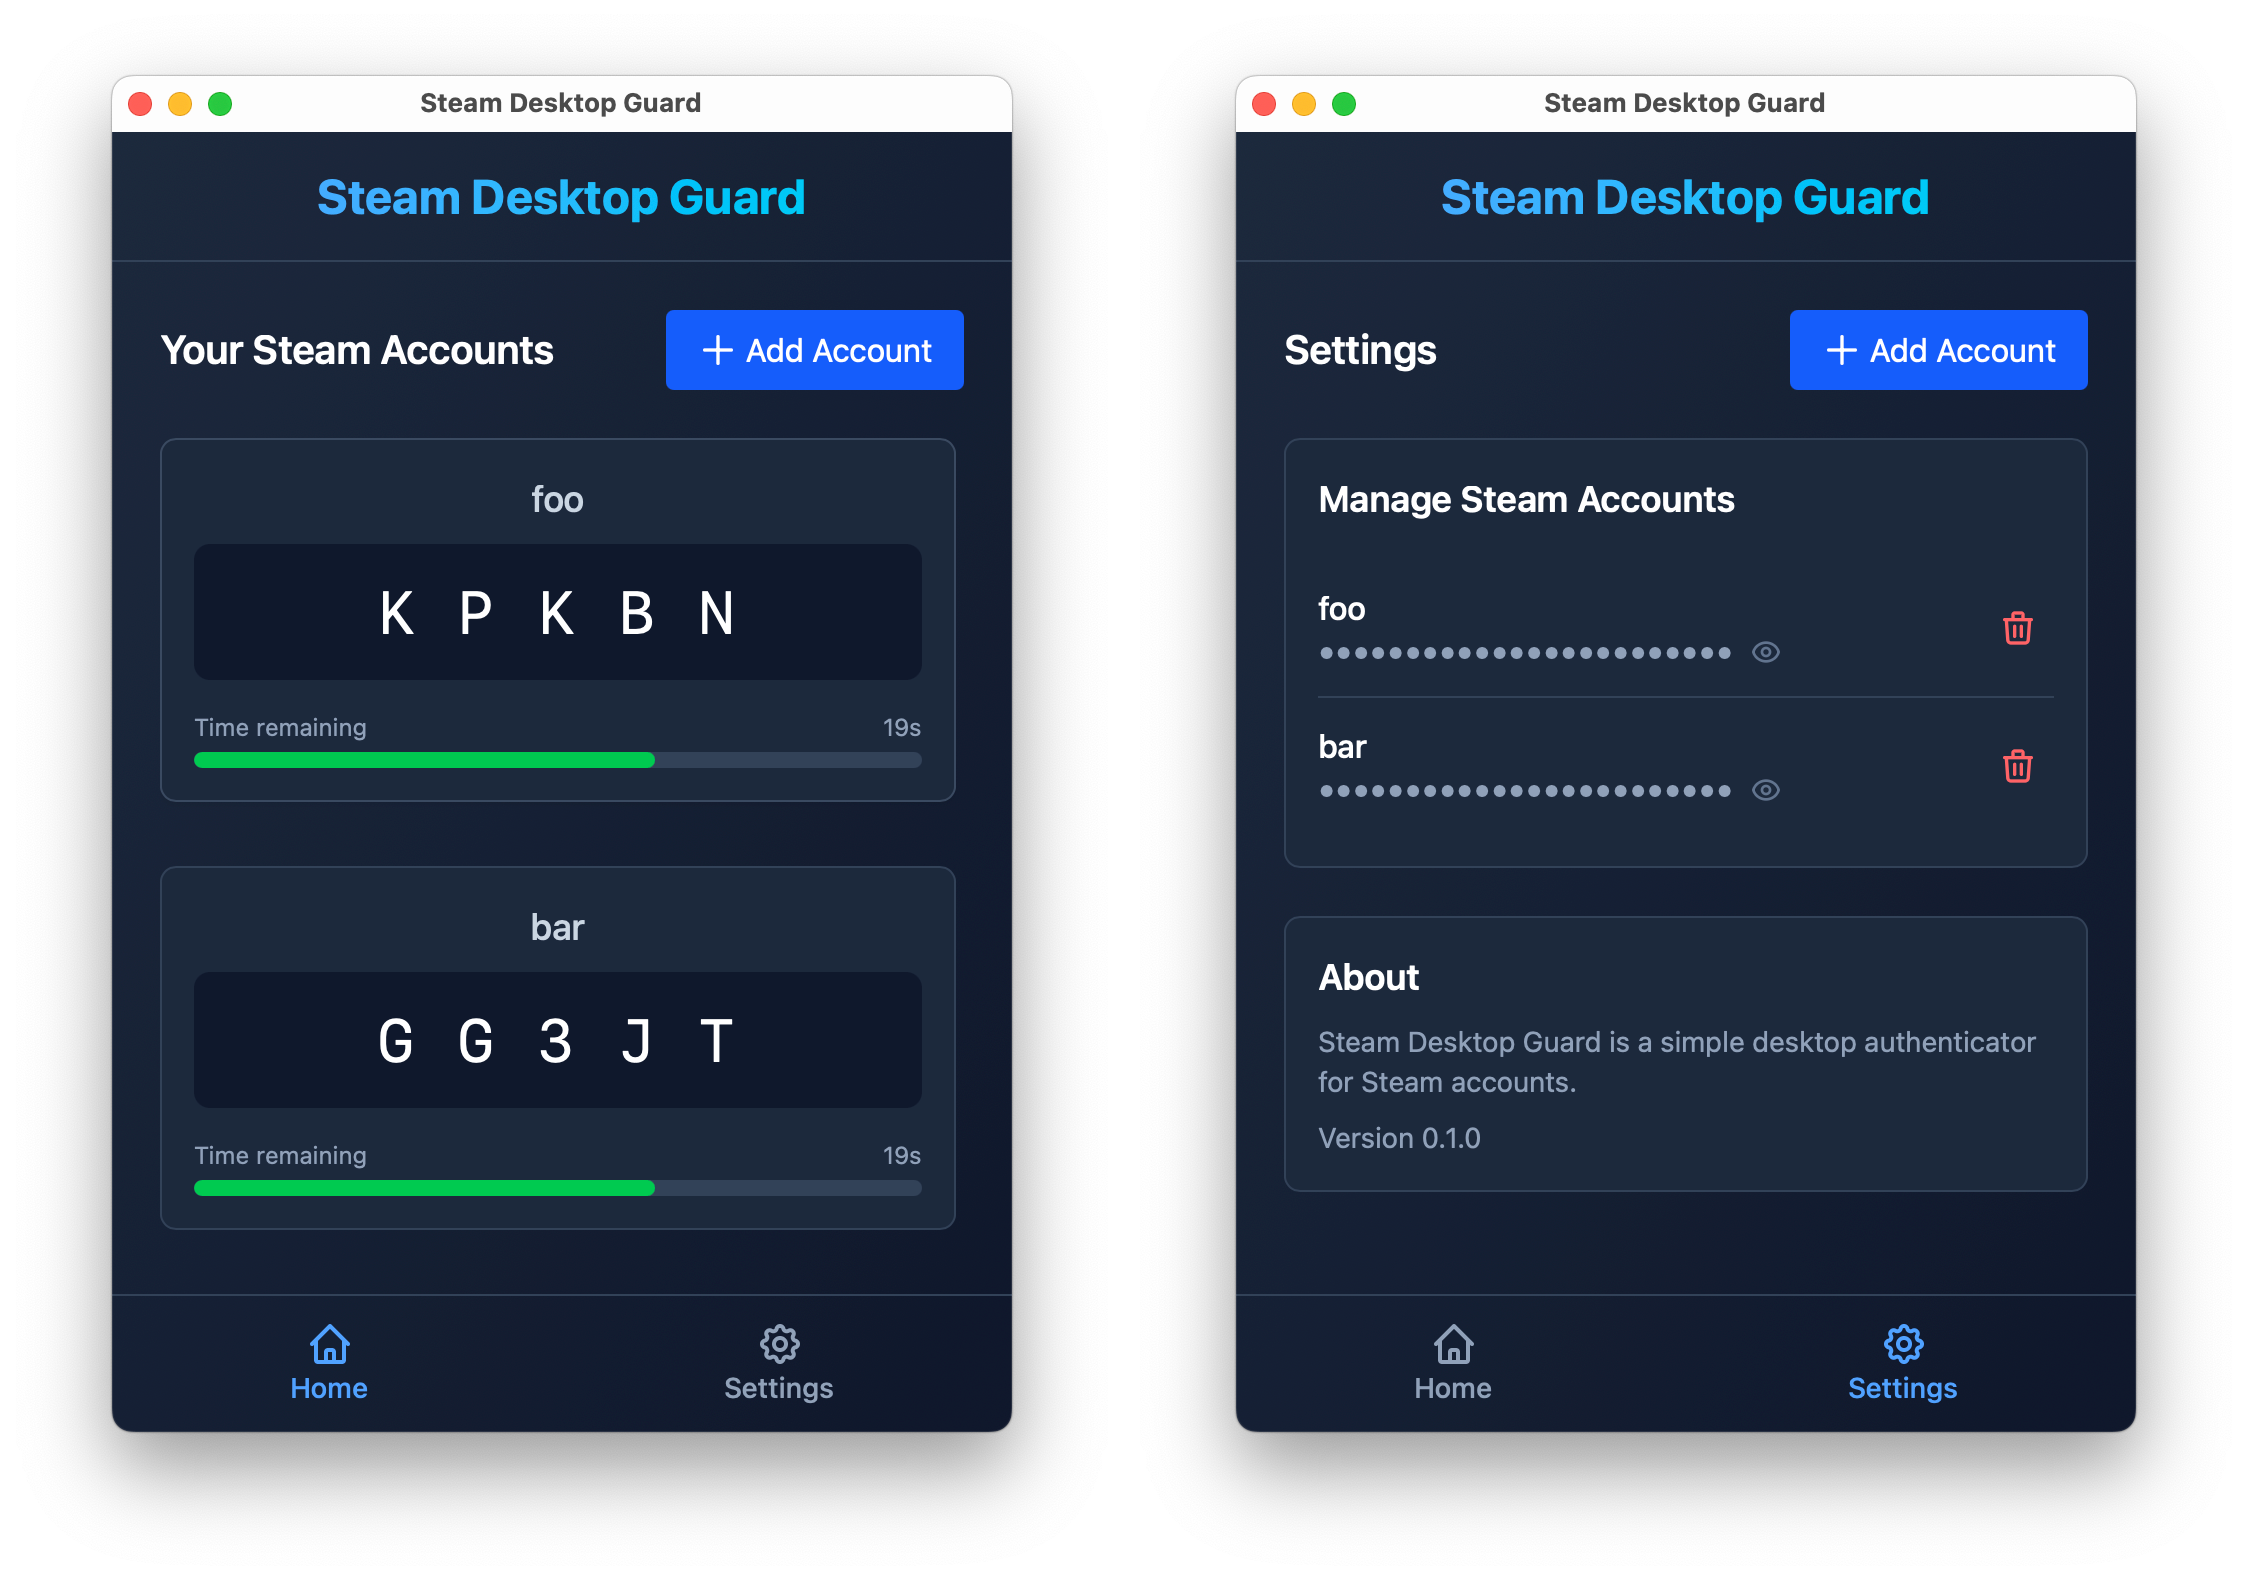 Steam Desktop Guard
Steam Desktop Guard
Your Steam Accounts
Add Account
foo
K P K B N
Time remaining 19s
bar
G G 3 J T
Time remaining 19s
Home Settings
Steam Desktop Guard
Steam Desktop Guard
Settings
Add Account
Manage Steam Accounts
foo
••••••••••••••••••••••••
bar
••••••••••••••••••••••••
About
Steam Desktop Guard is a simple desktop authenticator
for Steam accounts.
Version 0.1.0
Home Settings